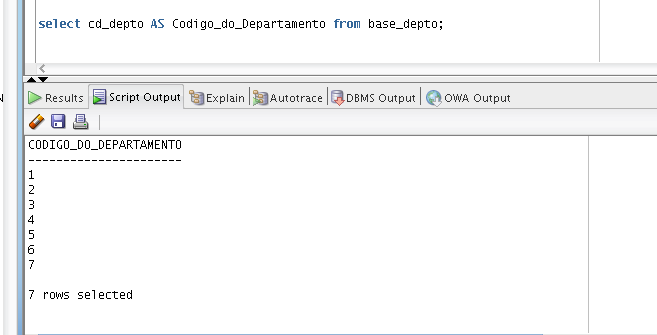 select cd_depto AS Codigo_do_Departamento from base_depto;
Results Script Output Explain Autotrace DBMS Output OWA Output
CODIGO_DO_DEPARTAMENTO
----------------------
1
2
3
4
5
6
7
7 rows selected